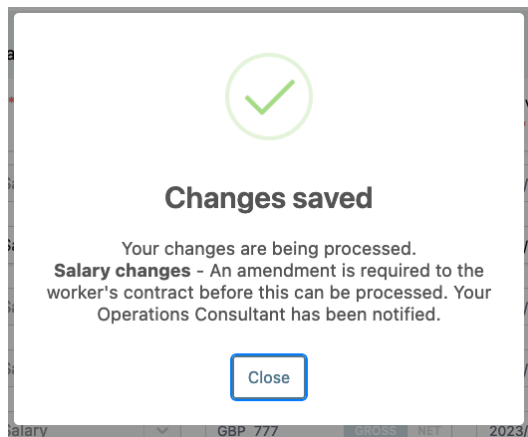 Changes saved
Your changes are being processed.
Salary changes - An amendment is required to the
worker's contract before this can be processed. Your
Operations Consultant has been notified.
Close
Salary GBP 777 GROSS NET 2023/